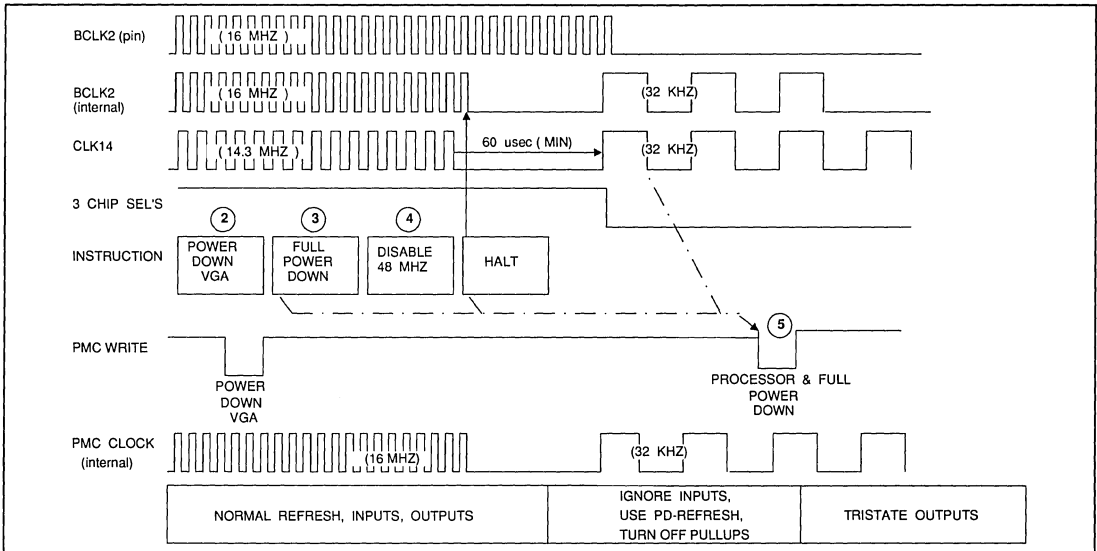 BCLK2 (pin)
( 16 MHZ )
BCLK2
(internal)
( 16 MHZ )
(32 KHZ)
CLK14
( 14.3 MHZ )
60 usec ( MIN)
(32 KHZ)
3 CHIP SEL'S
2
3
4
INSTRUCTION
POWER
DOWN
VGA
FULL
POWER
DOWN
DISABLE
48 MHZ
HALT
5
PMC WRITE
POWER
DOWN
VGA
PROCESSOR & FULL
POWER
DOWN
PMC CLOCK
(internal)
(16 MHZ)
(32 KHZ)
NORMAL REFRESH, INPUTS, OUTPUTS
IGNORE INPUTS,
USE PD-REFRESH,
TURN OFF PULLUPS
TRISTATE OUTPUTS